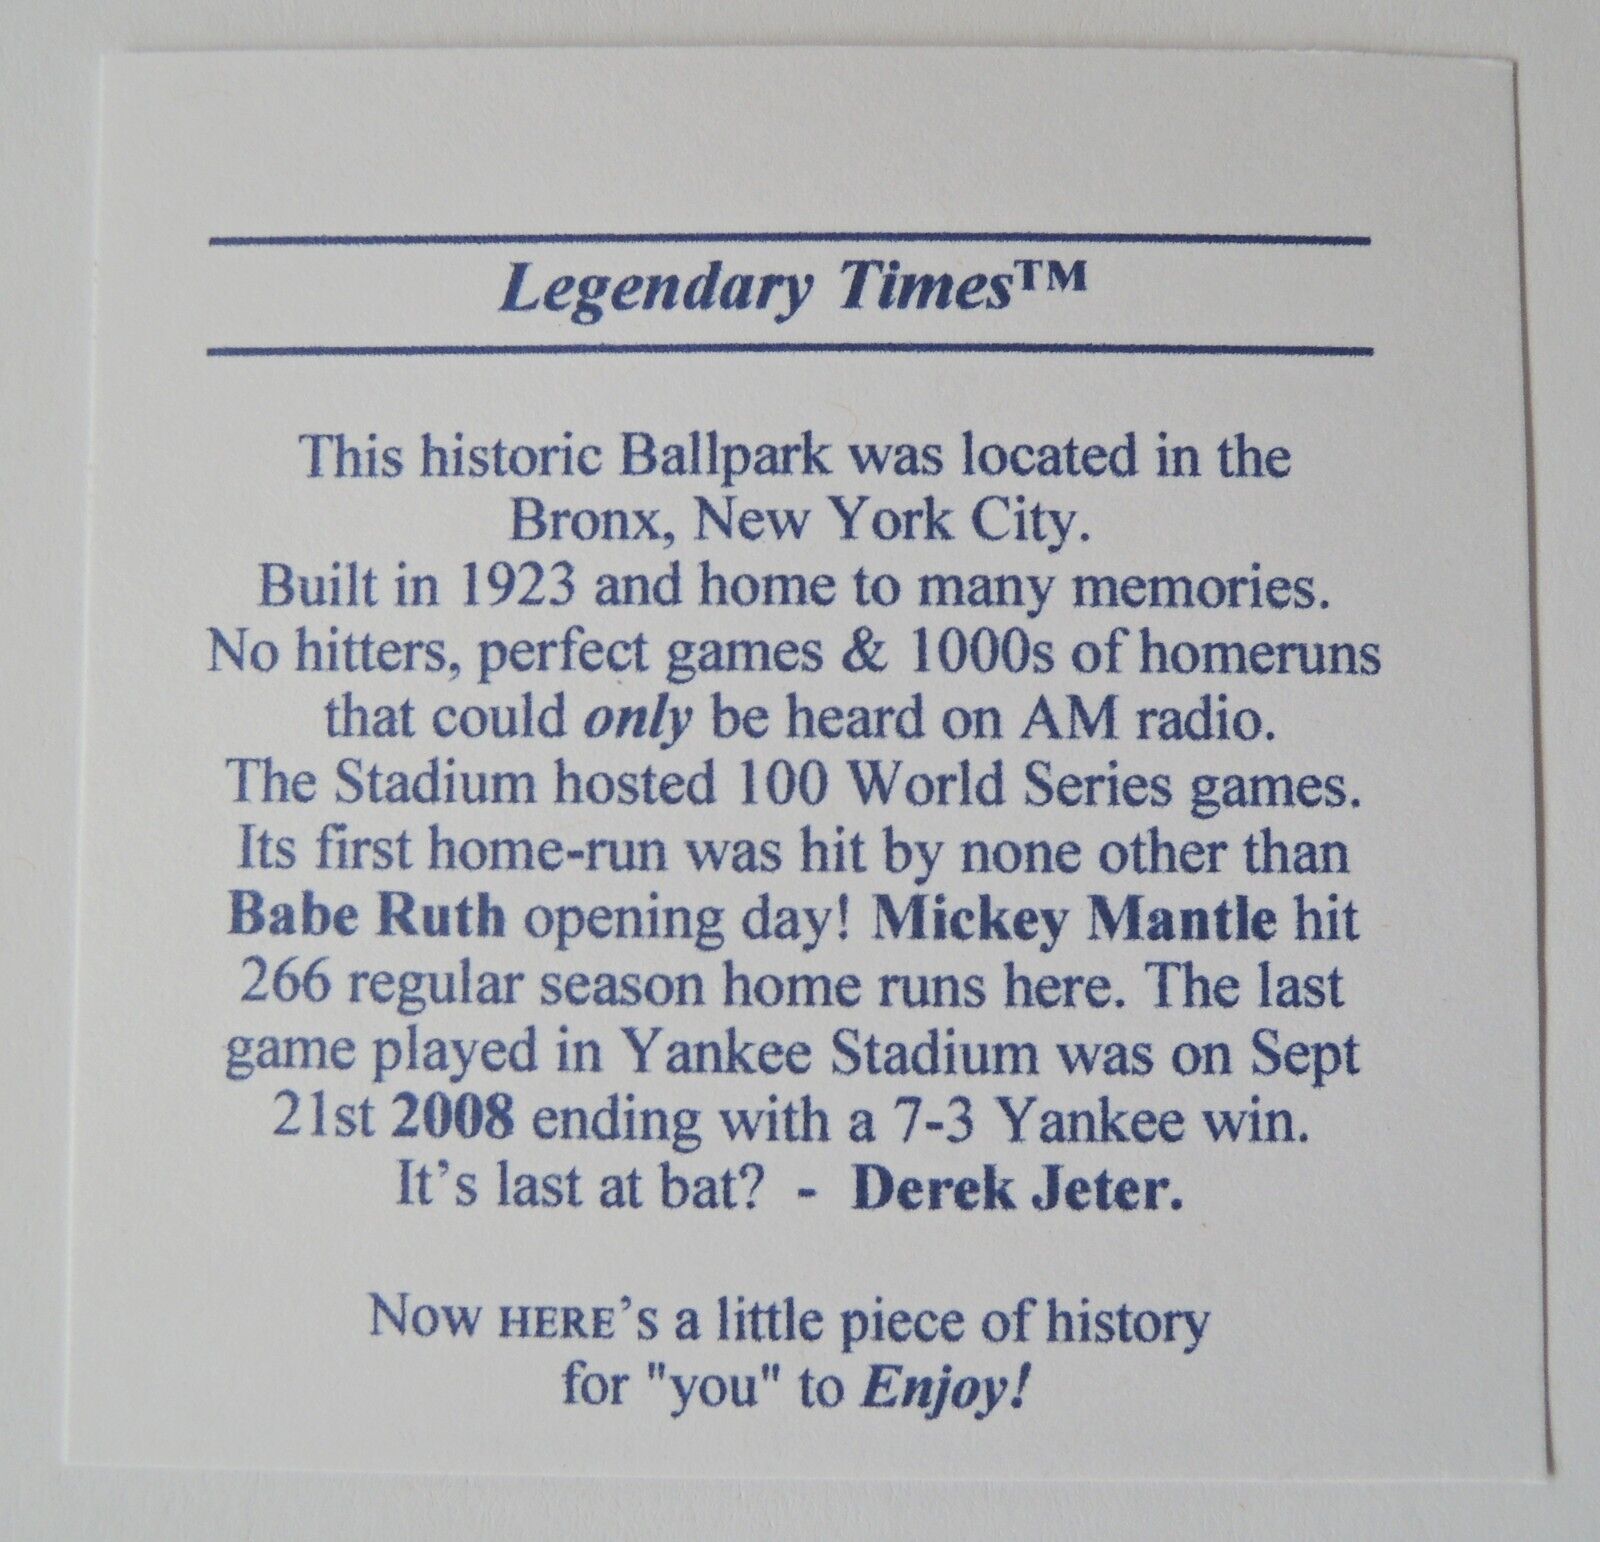 Legendary Times™
This historic Ballpark was located in the
Bronx, New York City.
Built in 1923 and home to many memories.
No hitters, perfect games & 1000s of homeruns
that could only be heard on AM radio.
The Stadium hosted 100 World Series games.
Its first home-run was hit by none other than
Babe Ruth opening day! Mickey Mantle hit
266 regular season home runs here. The last
game played in Yankee Stadium was on Sept
21st 2008 ending with a 7-3 Yankee win.
It's last at bat? - Derek Jeter.
Now HERE'S a little piece of history
for "you" to Enjoy!